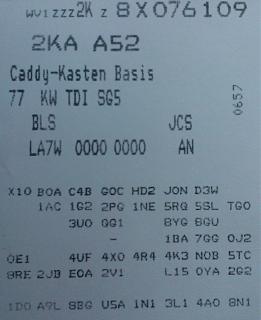 WV1ZZZ2K Z 8X076109
2KA A52
Caddy-Kasten Basis
77 KW TDI SG5
0657
BLS JCS
LA7W 0000 0000 AN
X10 B0A C4B G0C HD2 J0N D3W
1AC 1G2 2PG 1NE 5RQ 5SL TG0
3U0 GG1 8YG 8GU
- 1BA 7GG 0J2
0E1 4UF 4X0 4R4 4K3 N0B 5TC
8RE 2JB E0A 2V1 L15 0YA 2G2
1D0 A9L 8BG U5A 1N1 3L1 4A0 8N1